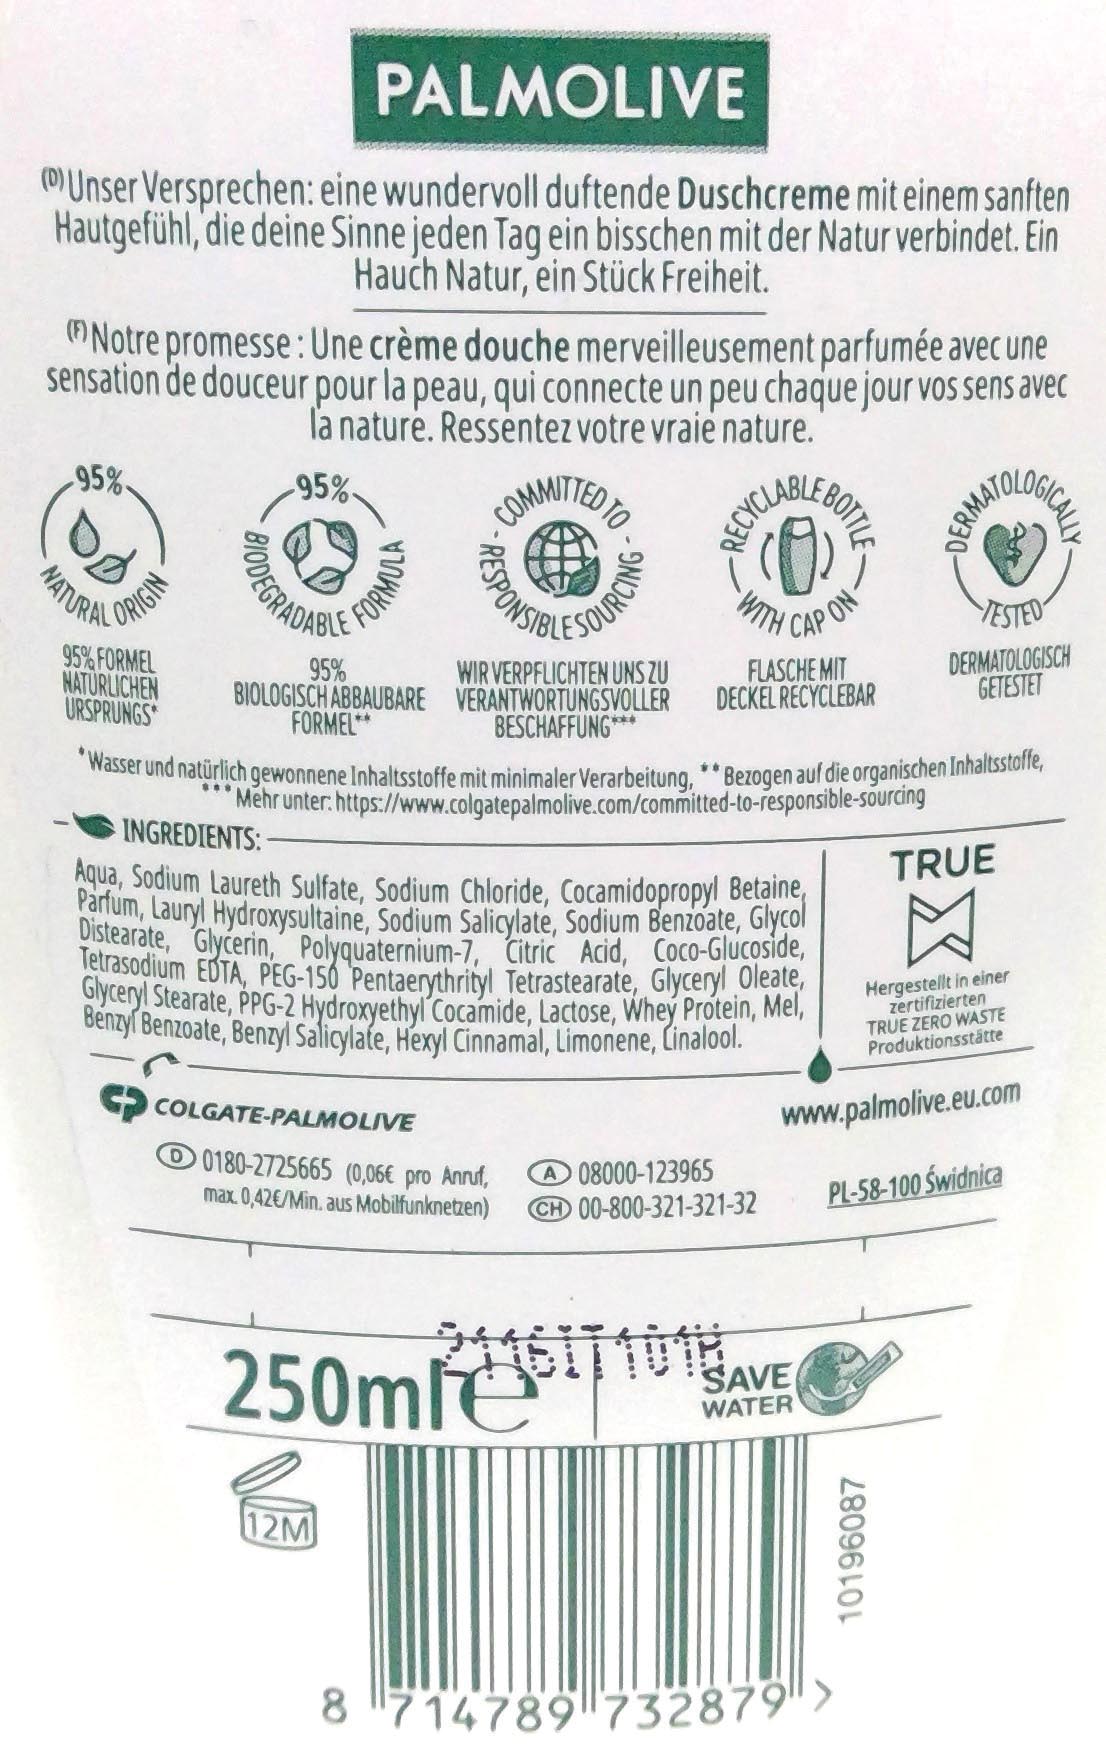 PALMOLIVE
(D) Unser Versprechen: eine wundervoll duftende Duschcreme mit einem sanften
Hautgefühl, die deine Sinne jeden Tag ein bisschen mit der Natur verbindet. Ein
Hauch Natur, ein Stück Freiheit.
(F) Notre promesse : Une crème douche merveilleusement parfumée avec une
sensation de douceur pour la peau, qui connecte un peu chaque jour vos sens avec
la nature. Ressentez votre vraie nature.
95%
NATURAL ORIGIN
95%
BIODEGRADABLE FORMULA
COMMITTED TO
- RESPONSIBLE SOURCING -
RECYCLABLE BOTTLE
- WITH CAP ON -
DERMATOLOGICALLY
TESTED
95% FORMEL
NATÜRLICHEN
URSPRUNGS*
95%
BIOLOGISCH ABBAUBARE
FORMEL**
WIR VERPFLICHTEN UNS ZU
VERANTWORTUNGSVOLLER
BESCHAFFUNG***
FLASCHE MIT
DECKEL RECYCLEBAR
DERMATOLOGISCH
GETESTET
*Wasser und natürlich gewonnene Inhaltsstoffe mit minimaler Verarbeitung, **Bezogen auf die organischen Inhaltsstoffe,
***Mehr unter: https://www.colgatepalmolive.com/committed-to-responsible-sourcing
INGREDIENTS:
Aqua, Sodium Laureth Sulfate, Sodium Chloride, Cocamidopropyl Betaine,
Parfum, Lauryl Hydroxysultaine, Sodium Salicylate, Sodium Benzoate, Glycol
Distearate, Glycerin, Polyquaternium-7, Citric Acid, Coco-Glucoside,
Tetrasodium EDTA, PEG-150 Pentaerythrityl Tetrastearate, Glyceryl Oleate,
Glyceryl Stearate, PPG-2 Hydroxyethyl Cocamide, Lactose, Whey Protein, Mel,
Benzyl Benzoate, Benzyl Salicylate, Hexyl Cinnamal, Limonene, Linalool.
TRUE
Hergestellt in einer
zertifizierten
TRUE ZERO WASTE
Produktionsstätte
CP COLGATE-PALMOLIVE
www.palmolive.eu.com
D 0180-2725665 (0,06€ pro Anruf,
max. 0,42€/Min. aus Mobilfunknetzen)
A 08000-123965
CH 00-800-321-321-32
PL-58-100 Świdnica
250ml e
SAVE
WATER
12M
10196087
8 714789 732879 >